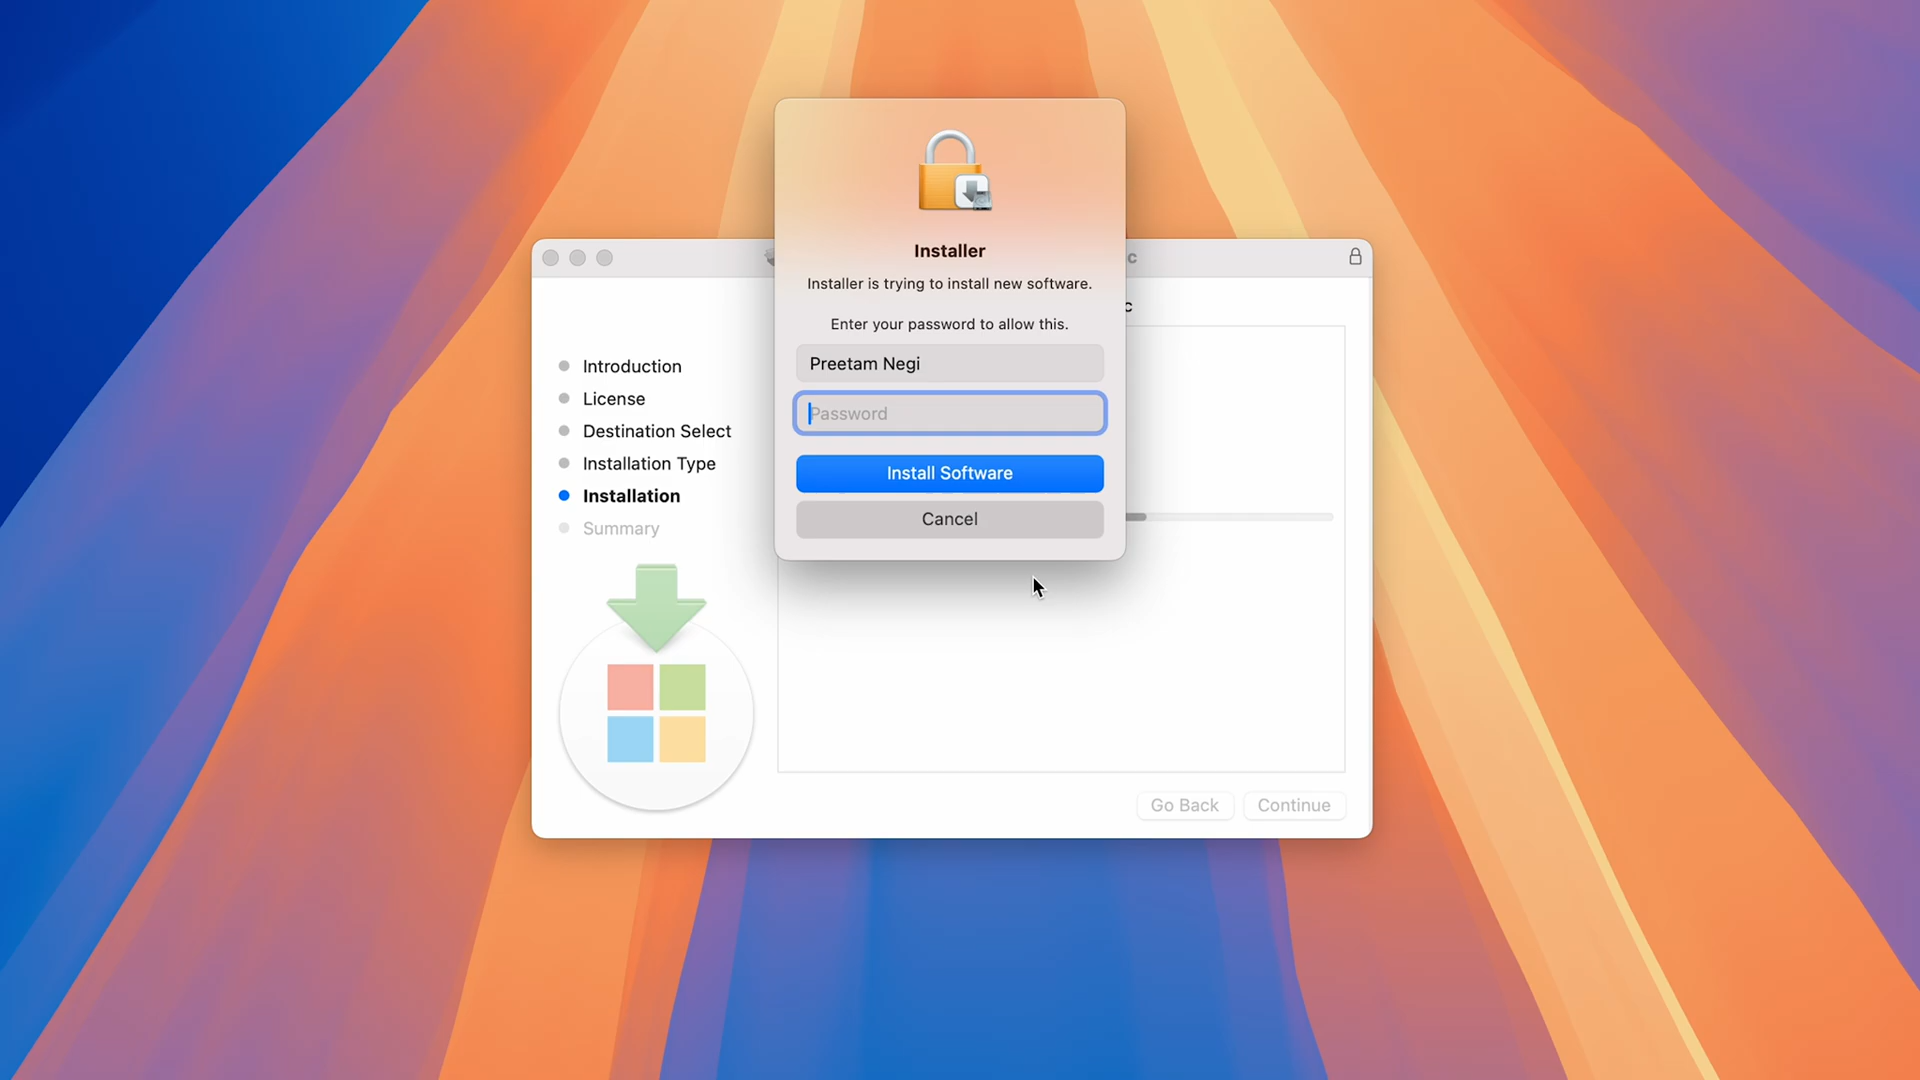 Installer
Installer is trying to install new software.
Enter your password to allow this.
Preetam Negi
Password
Install Software
Cancel
c
c
Introduction
License
Destination Select
Installation Type
Installation
Summary
Go Back
Continue